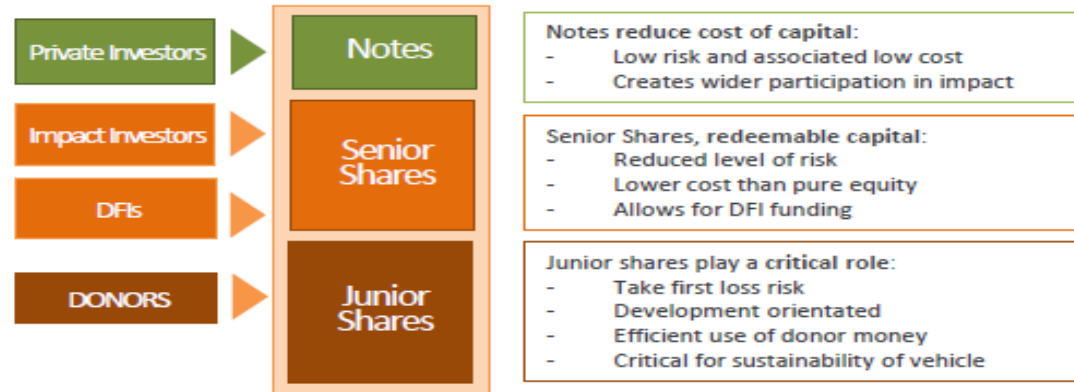 Private Investors
Notes
Notes reduce cost of capital:
- Low risk and associated low cost
- Creates wider participation in impact
Impact Investors
DFIs
Senior
Shares
Senior Shares, redeemable capital:
- Reduced level of risk
- Lower cost than pure equity
- Allows for DFI funding
DONORS
Junior
Shares
Junior shares play a critical role:
- Take first loss risk
- Development orientated
- Efficient use of donor money
- Critical for sustainability of vehicle